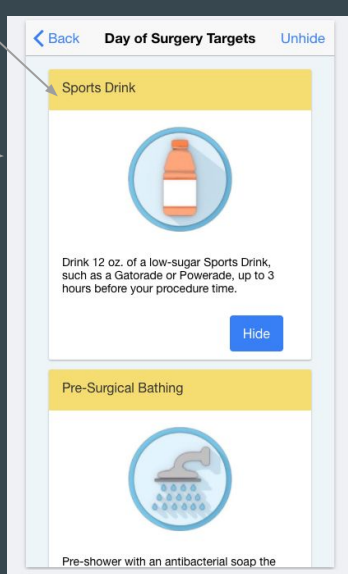 Back Day of Surgery Targets Unhide
Sports Drink
Drink 12 oz. of a low-sugar Sports Drink,
such as a Gatorade or Powerade, up to 3
hours before your procedure time.
Hide
Pre-Surgical Bathing
Pre-shower with an antibacterial soap the